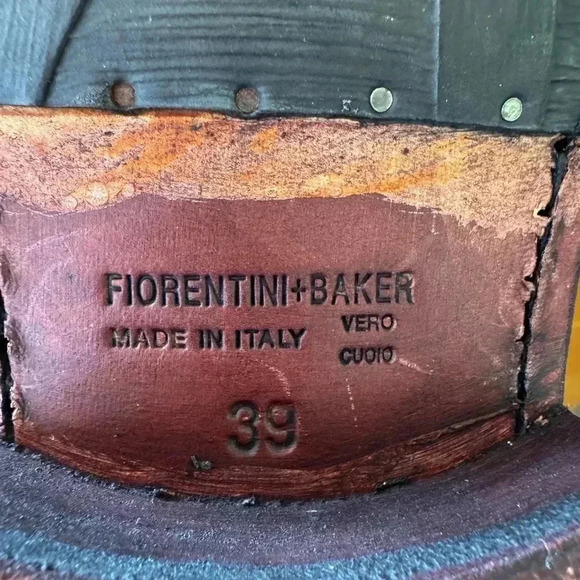 FIORENTINI+BAKER
MADE IN ITALY VERO
CUOIO
39